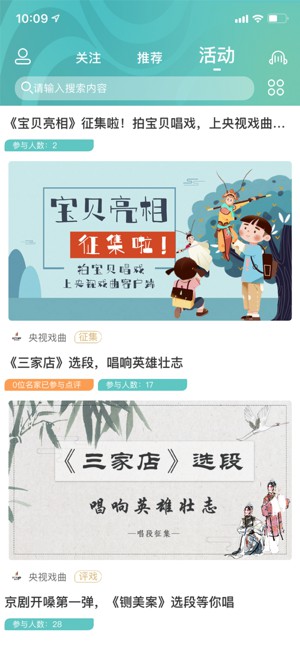 10:09
关注
推荐
活动
请输入搜索内容
《宝贝亮相》征集啦！拍宝贝唱戏，上央视戏曲...
参与人数：2
宝贝亮相
征集啦！
拍宝贝唱戏
上央视戏曲客户端
央视戏曲
征集
《三家店》选段，唱响英雄壮志
0位名家已参与点评
参与人数：17
《三家店》选段
唱响英雄壮志
—唱段征集—
央视戏曲
评戏
京剧开嗓第一弹，《铡美案》选段等你唱
参与人数：28